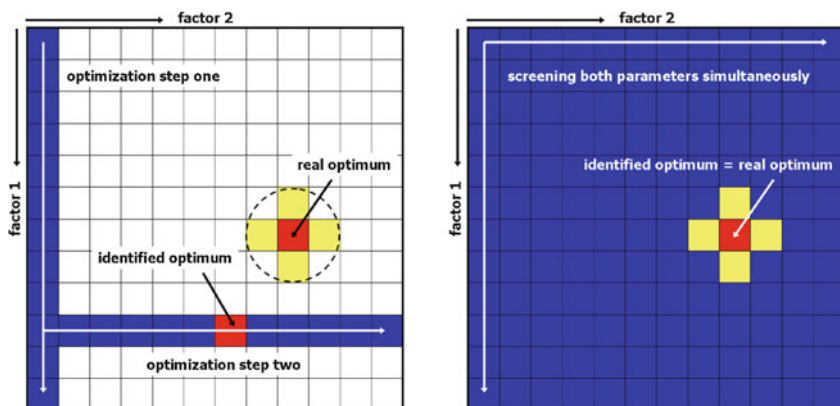 factor 2
factor 1
optimization step one
real optimum
identified optimum
optimization step two
factor 2
factor 1
screening both parameters simultaneously
identified optimum = real optimum